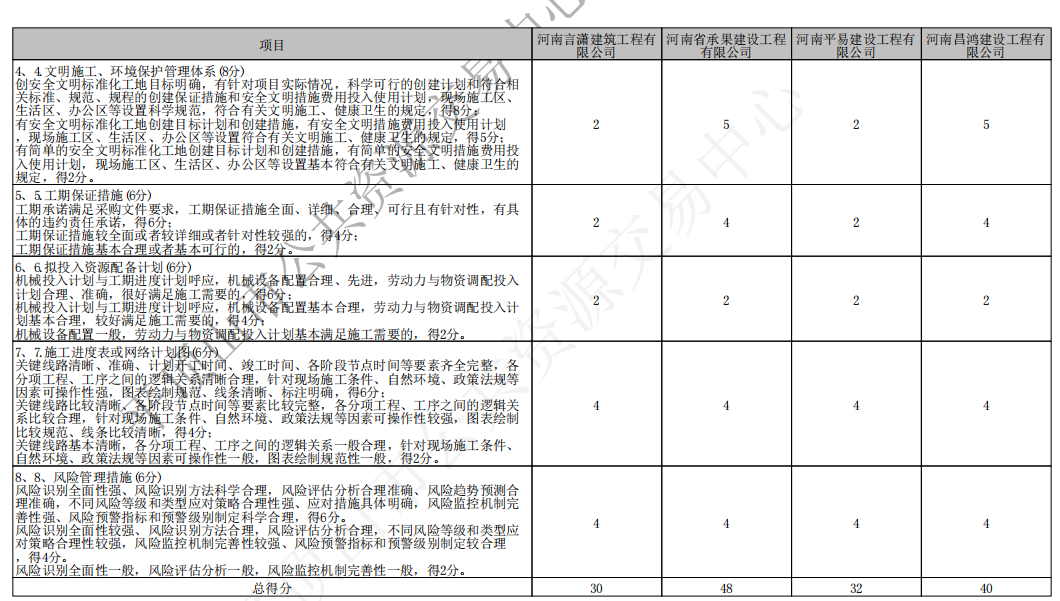 项目
河南言潇建筑工程有
限公司
河南省承果建设工程
有限公司
河南平易建设工程有
限公司
河南昌鸿建设工程有
限公司
4、4.文明施工、环境保护管理体系(8分)
创安全文明标准化工地目标明确，有针对项目实际情况，科学可行的创建计划和符合相
关标准、规范、规程的创建保证措施和安全文明措施费用投入使用计划，现场施工区、
生活区、办公区等设置科学规范，符合有关文明施工、健康卫生的规定，得8分；
有安全文明标准化工地创建目标计划和创建措施，有安全文明措施费用投入使用计划
，现场施工区、生活区、办公区等设置符合有关文明施工、健康卫生的规定，得5分；
有简单的安全文明标准化工地创建目标计划和创建措施，有简单的安全文明措施费用投
入使用计划，现场施工区、生活区、办公区等设置基本符合有关文明施工、健康卫生的
规定，得2分。
2
5
2
5
5、5.工期保证措施(6分)
工期承诺满足采购文件要求，工期保证措施全面、详细、合理、可行且有针对性，有具
体的违约责任承诺，得6分；
工期保证措施较全面或者较详细或者针对性较强的，得4分；
工期保证措施基本合理或者基本可行的，得2分。
2
4
2
4
6、6.拟投入资源配备计划(6分)
机械投入计划与工期进度计划呼应，机械设备配置合理、先进，劳动力与物资调配投入
计划合理、准确，很好满足施工需要的，得6分；
机械投入计划与工期进度计划呼应，机械设备配置基本合理，劳动力与物资调配投入计
划基本合理，较好满足施工需要的，得4分；
机械设备配置一般，劳动力与物资调配投入计划基本满足施工需要的，得2分。
2
2
2
2
7、7.施工进度表或网络计划图(6分)
关键线路清晰、准确、计划开工时间、竣工时间、各阶段节点时间等要素齐全完整，各
分项工程、工序之间的逻辑关系清晰合理，针对现场施工条件、自然环境、政策法规等
因素可操作性强，图表绘制规范、线条清晰、标注明确，得6分；
关键线路比较清晰、各阶段节点时间等要素比较完整，各分项工程、工序之间的逻辑关
系比较合理，针对现场施工条件、自然环境、政策法规等因素可操作性较强，图表绘制
比较规范、线条比较清晰，得4分；
关键线路基本清晰，各分项工程、工序之间的逻辑关系一般合理，针对现场施工条件、
自然环境、政策法规等因素可操作性一般，图表绘制规范性一般，得2分。
4
4
4
4
8、8、风险管理措施(6分)
风险识别全面性强、风险识别方法科学合理，风险评估分析合理准确、风险趋势预测合
理准确，不同风险等级和类型应对策略合理性强、应对措施具体明确，风险监控机制完
善性强、风险预警指标和预警级别制定科学合理，得6分。
风险识别全面性较强、风险识别方法合理，风险评估分析合理，不同风险等级和类型应
对策略合理性较强，风险监控机制完善性较强、风险预警指标和预警级别制定较合理
，得4分。
风险识别全面性一般，风险评估分析一般，风险监控机制完善性一般，得2分。
4
4
4
4
总得分
30
48
32
40